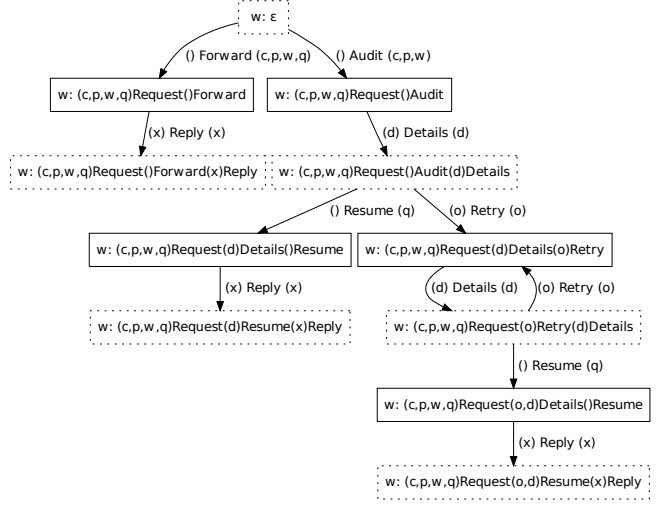 w: ε
() Forward (c,p,w,q)
() Audit (c,p,w)
w: (c,p,w,q)Request()Forward
w: (c,p,w,q)Request()Audit
(x) Reply (x)
(d) Details (d)
w: (c,p,w,q)Request()Forward(x)Reply
w: (c,p,w,q)Request()Audit(d)Details
() Resume (q)
(o) Retry (o)
w: (c,p,w,q)Request(d)Details()Resume
w: (c,p,w,q)Request(d)Details(o)Retry
(x) Reply (x)
(d) Details (d)
(o) Retry (o)
w: (c,p,w,q)Request(d)Resume(x)Reply
w: (c,p,w,q)Request(o)Retry(d)Details
() Resume (q)
w: (c,p,w,q)Request(o,d)Details()Resume
(x) Reply (x)
w: (c,p,w,q)Request(o,d)Resume(x)Reply